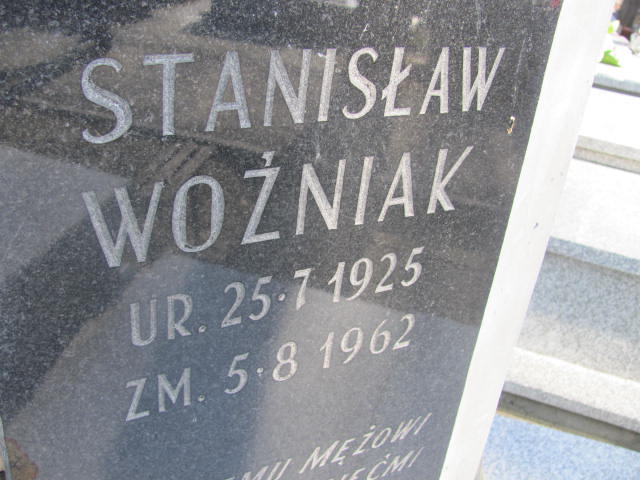 STANISŁAW
WOŹNIAK
UR. 25.7 1925
ZM. 5.8 1962
MĘŻOWI